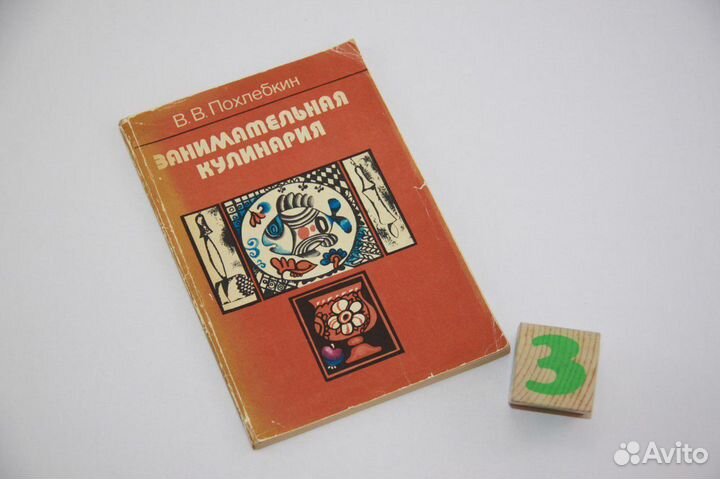 В. В. Похлебкин
ЗАНИМАТЕЛЬНАЯ
КУЛИНАРИЯ
3
Avito